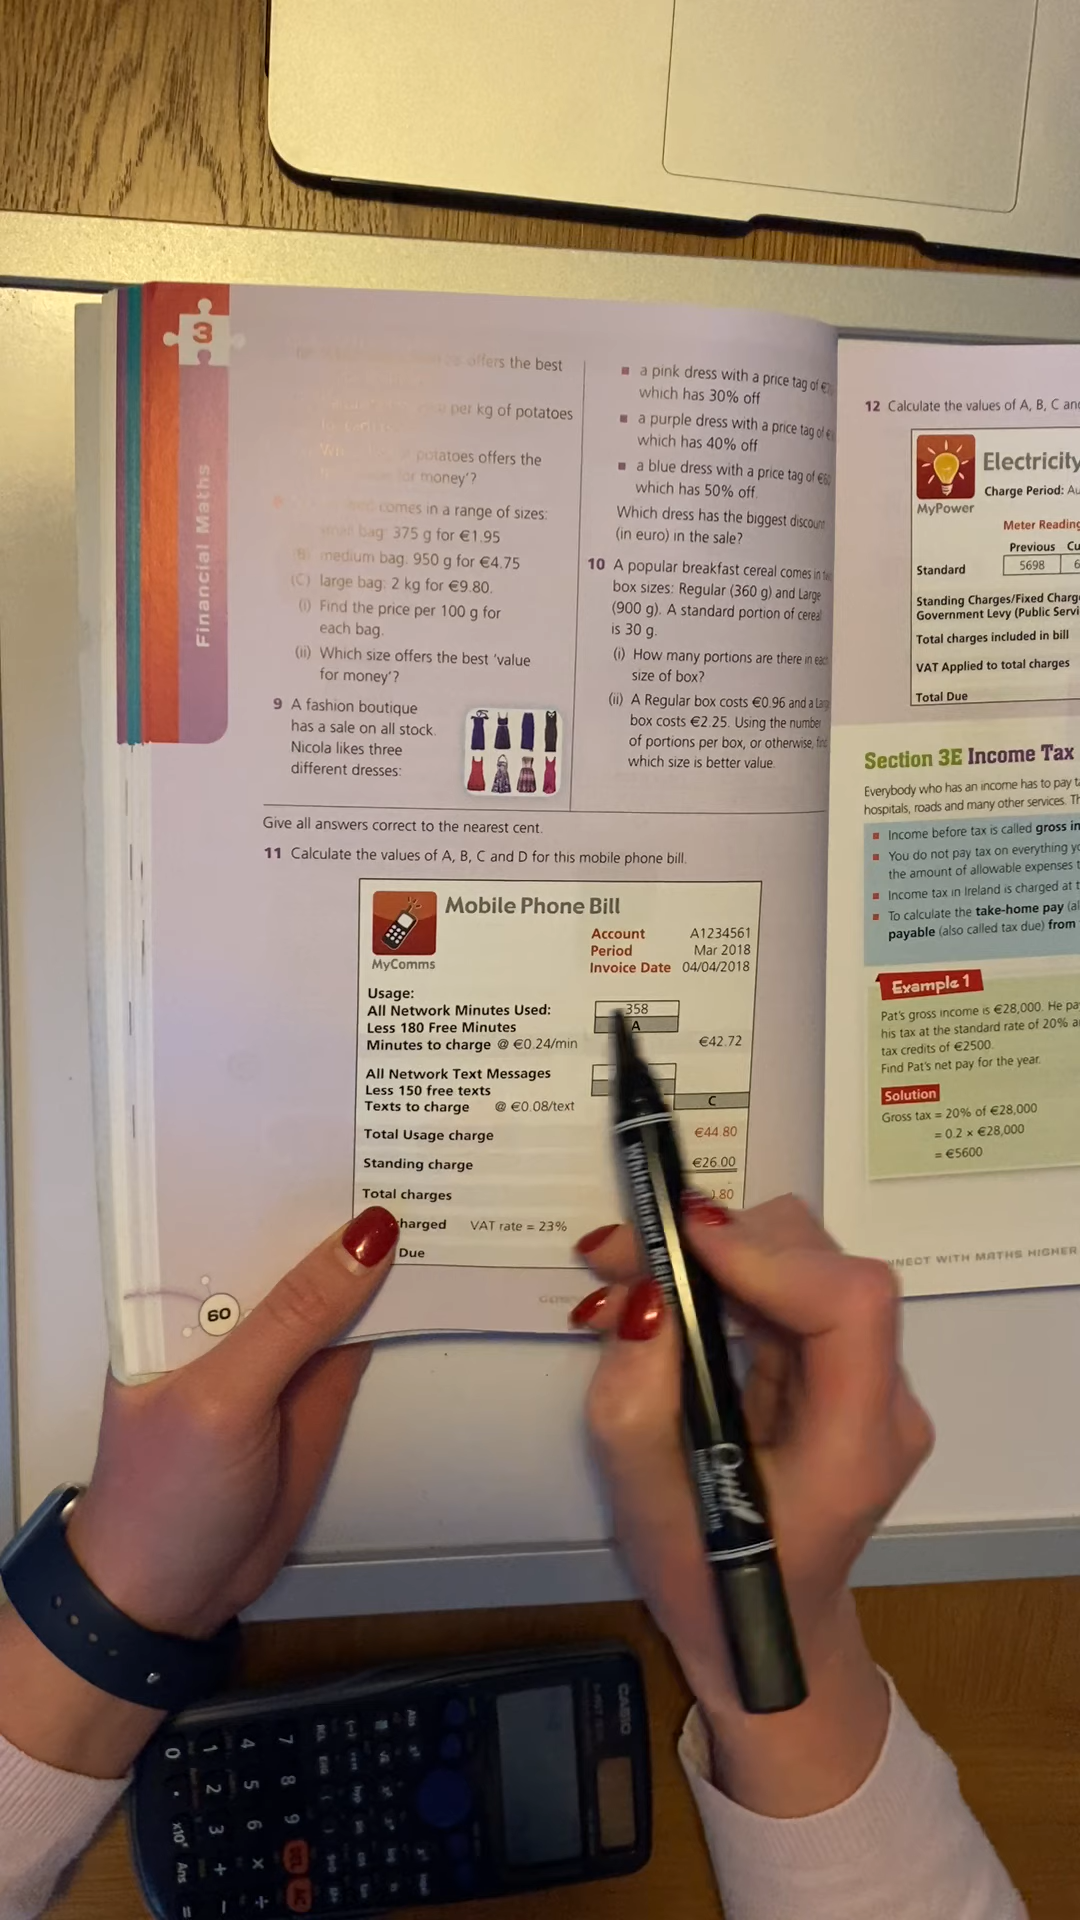 3
Financial Maths
offers the best
per kg of potatoes
potatoes offers the
for money'?
comes in a range of sizes:
bag: 375 g for €1.95
(B) medium bag: 950 g for €4.75
(C) large bag: 2 kg for €9.80.
(i) Find the price per 100 g for
each bag.
(ii) Which size offers the best 'value
for money'?
9 A fashion boutique
has a sale on all stock.
Nicola likes three
different dresses:
■ a pink dress with a price tag of
which has 30% off
■ a purple dress with a price tag of
which has 40% off
■ a blue dress with a price tag of
which has 50% off.
Which dress has the biggest discount
(in euro) in the sale?
10 A popular breakfast cereal comes in
box sizes: Regular (360 g) and Large
(900 g). A standard portion of cereal
is 30 g.
(i) How many portions are there in each
size of box?
(ii) A Regular box costs €0.96 and a
box costs €2.25. Using the number
of portions per box, or otherwise,
which size is better value.
Give all answers correct to the nearest cent.
11 Calculate the values of A, B, C and D for this mobile phone bill.
Mobile Phone Bill
MyComms
Account A1234561
Period Mar 2018
Invoice Date 04/04/2018
Usage:
All Network Minutes Used: 358
Less 180 Free Minutes A
Minutes to charge @ €0.24/min €42.72
All Network Text Messages
Less 150 free texts
Texts to charge @ €0.08/text C
Total Usage charge €44.80
Standing charge €26.00
Total charges .80
charged VAT rate = 23%
Due
60
12 Calculate the values of A, B, C
Electricity
MyPower
Charge Period:
Meter Reading
Previous
Standard 5698
Standing Charges/Fixed
Government Levy (Public
Total charges included in bill
VAT Applied to total charges
Total Due
Section 3E Income Tax
Everybody who has an income has to pay
hospitals, roads and many other services.
■ Income before tax is called gross
■ You do not pay tax on everything
the amount of allowable expenses
■ Income tax in Ireland is charged at
■ To calculate the take-home pay
payable (also called tax due) from
Example 1
Pat's gross income is €28,000. He
his tax at the standard rate of 20%
tax credits of €2500.
Find Pat's net pay for the year.
Solution
Gross tax = 20% of €28,000
= 0.2 × €28,000
= €5600
WITH MATHS HIGHER
Whiteboard Marker
CASIO
Abs
7 8 9 DEL AC
4 5 6 × ÷
1 2 3 + −
0 . ×10ˣ Ans =